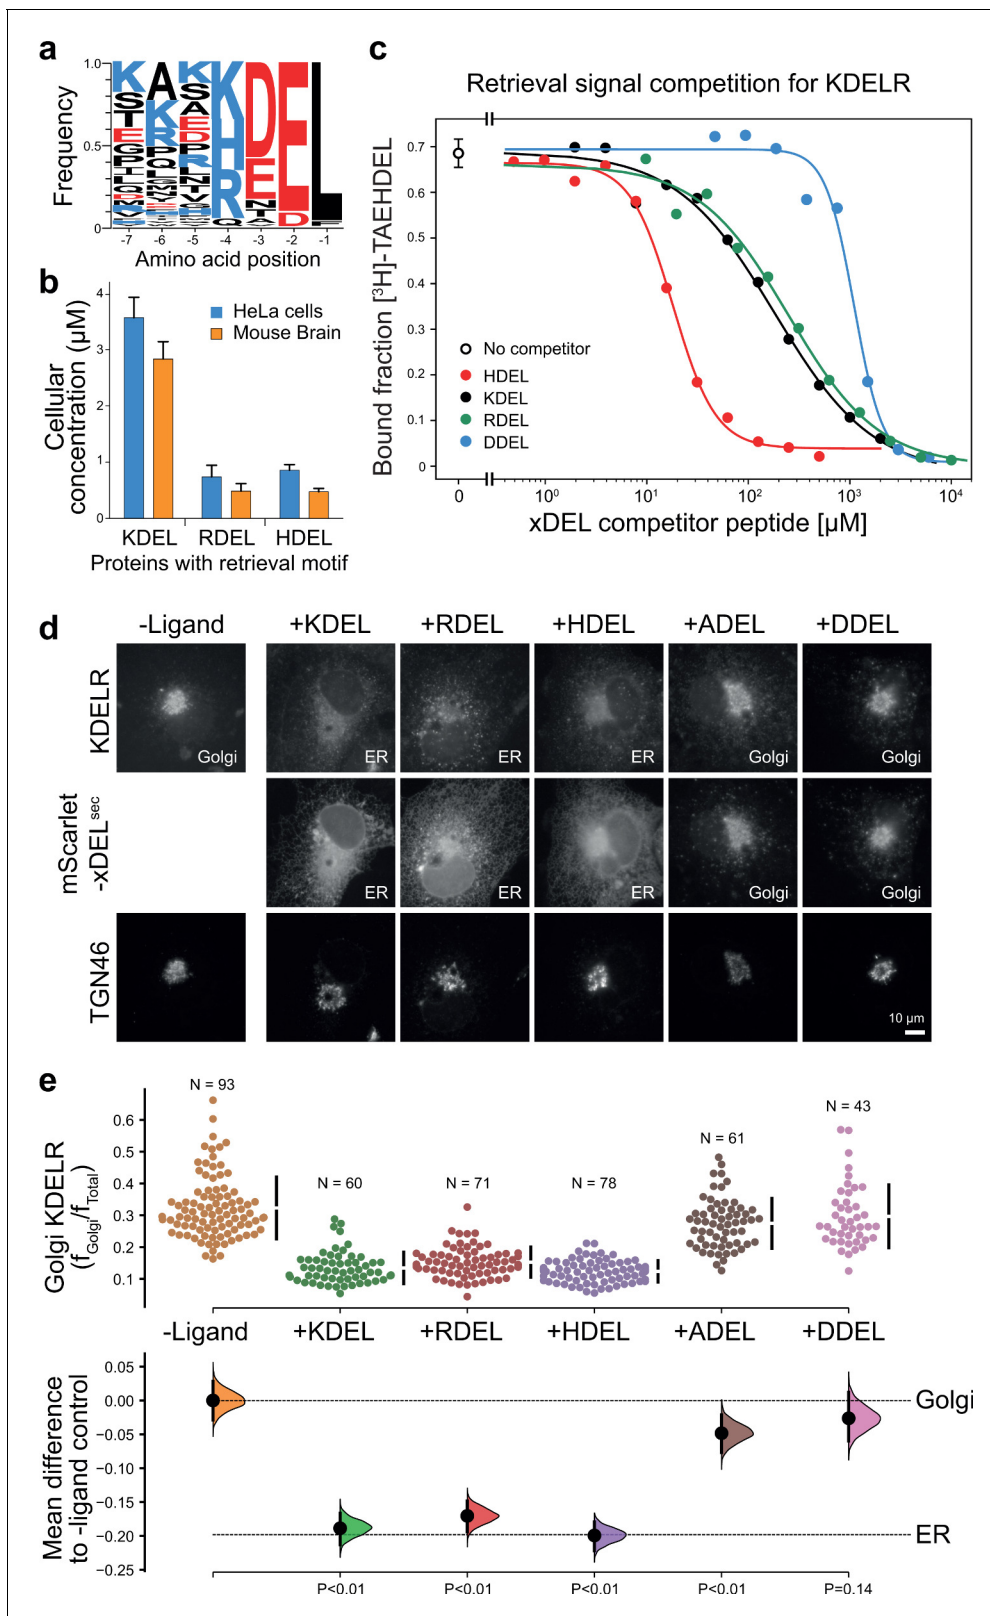 a
Frequency
1.0
0.5
0
K A K K D E L
S K S H E D
T R A R N
E E Q T
G P D A
P Q P
-7 -6 -5 -4 -3 -2 -1
Amino acid position
b
Cellular
concentration (µM)
4
3
2
1
0
HeLa cells
Mouse Brain
KDEL RDEL HDEL
Proteins with retrieval motif
c
Retrieval signal competition for KDELR
Bound fraction [³H]-TAEHDEL
0.7
0.6
0.5
0.4
0.3
0.2
0.1
0
No competitor
HDEL
KDEL
RDEL
DDEL
0 10⁰ 10¹ 10² 10³ 10⁴
xDEL competitor peptide [µM]
d
-Ligand +KDEL +RDEL +HDEL +ADEL +DDEL
KDELR
Golgi ER ER ER Golgi Golgi
mScarlet
-xDELsec
ER ER ER Golgi Golgi
TGN46
10 µm
e
Golgi KDELR
(fGolgi/fTotal)
0.6
0.5
0.4
0.3
0.2
0.1
N = 93
N = 60
N = 71
N = 78
N = 61
N = 43
-Ligand +KDEL +RDEL +HDEL +ADEL +DDEL
Mean difference
to -ligand control
0.05
0.00
−0.05
−0.10
−0.15
−0.20
−0.25
Golgi
ER
P<0.01 P<0.01 P<0.01 P<0.01 P=0.14